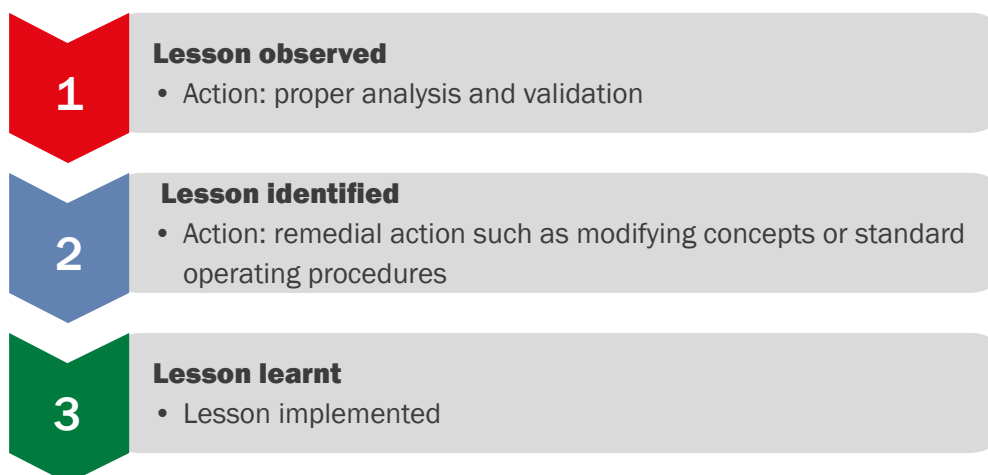 1
Lesson observed
• Action: proper analysis and validation
2
Lesson identified
• Action: remedial action such as modifying concepts or standard
operating procedures
3
Lesson learnt
• Lesson implemented